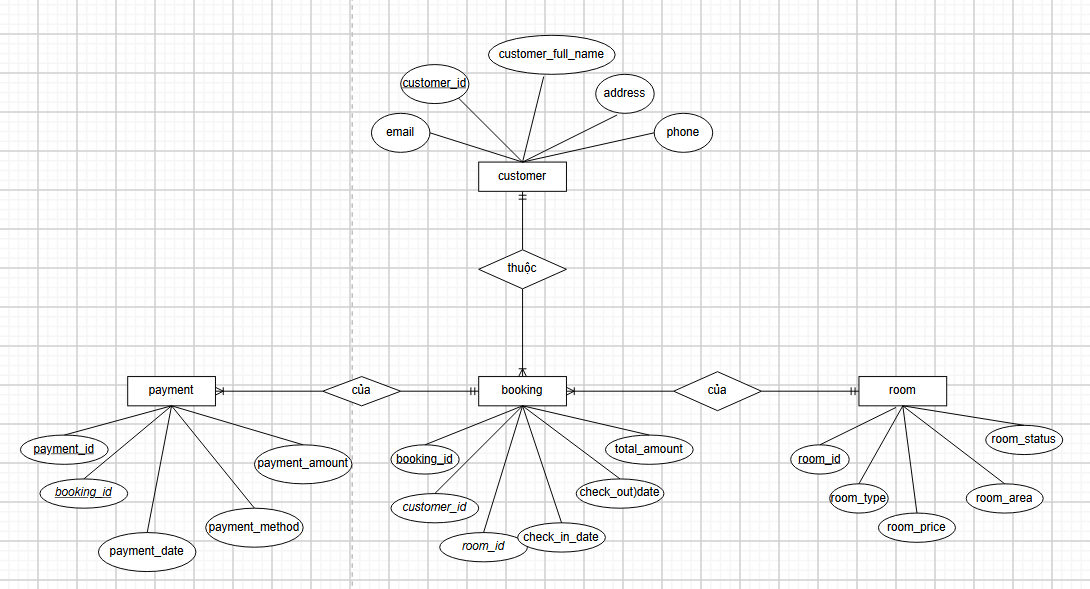 customer_full_name
customer_id
address
email
phone
customer
thuộc
payment
của
booking
của
room
payment_id
booking_id
payment_date
payment_method
payment_amount
booking_id
customer_id
room_id
check_in_date
check_out)date
total_amount
room_id
room_type
room_price
room_area
room_status